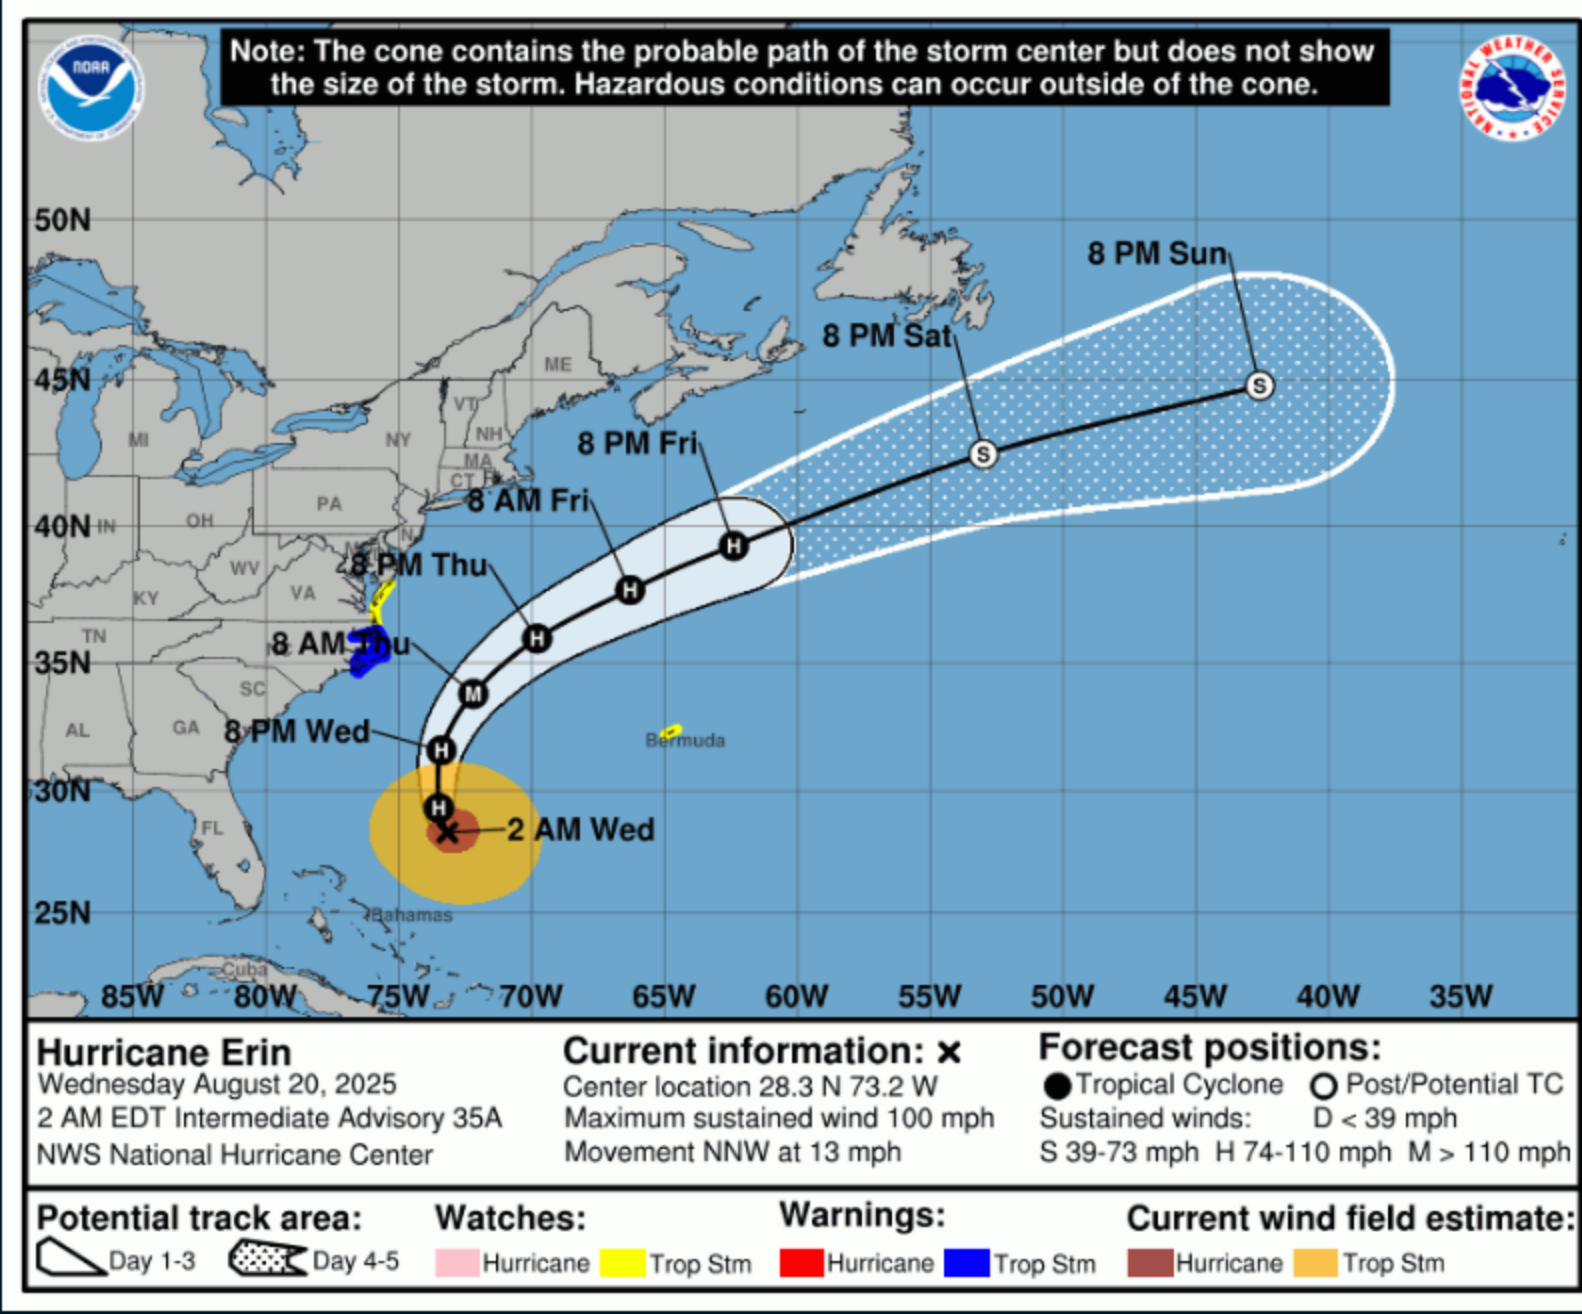 Note: The cone contains the probable path of the storm center but does not show
the size of the storm. Hazardous conditions can occur outside of the cone.
NOAA
NATIONAL WEATHER SERVICE
50N
45N
40N
35N
30N
25N
85W
80W
75W
70W
65W
60W
55W
50W
45W
40W
35W
8 PM Sun
S
8 PM Sat
S
8 PM Fri
H
8 AM Fri
H
8 PM Thu
H
8 AM Thu
M
8 PM Wed
H
H
2 AM Wed
ME
VT
NH
MA
CT
NY
MI
PA
OH
IN
WV
VA
KY
TN
SC
GA
AL
FL
Bermuda
Bahamas
Cuba
Hurricane Erin
Wednesday August 20, 2025
2 AM EDT Intermediate Advisory 35A
NWS National Hurricane Center
Current information: x
Center location 28.3 N 73.2 W
Maximum sustained wind 100 mph
Movement NNW at 13 mph
Forecast positions:
Tropical Cyclone Post/Potential TC
Sustained winds: D < 39 mph
S 39-73 mph H 74-110 mph M > 110 mph
Potential track area:
Day 1-3 Day 4-5
Watches:
Hurricane Trop Stm
Warnings:
Hurricane Trop Stm
Current wind field estimate:
Hurricane Trop Stm